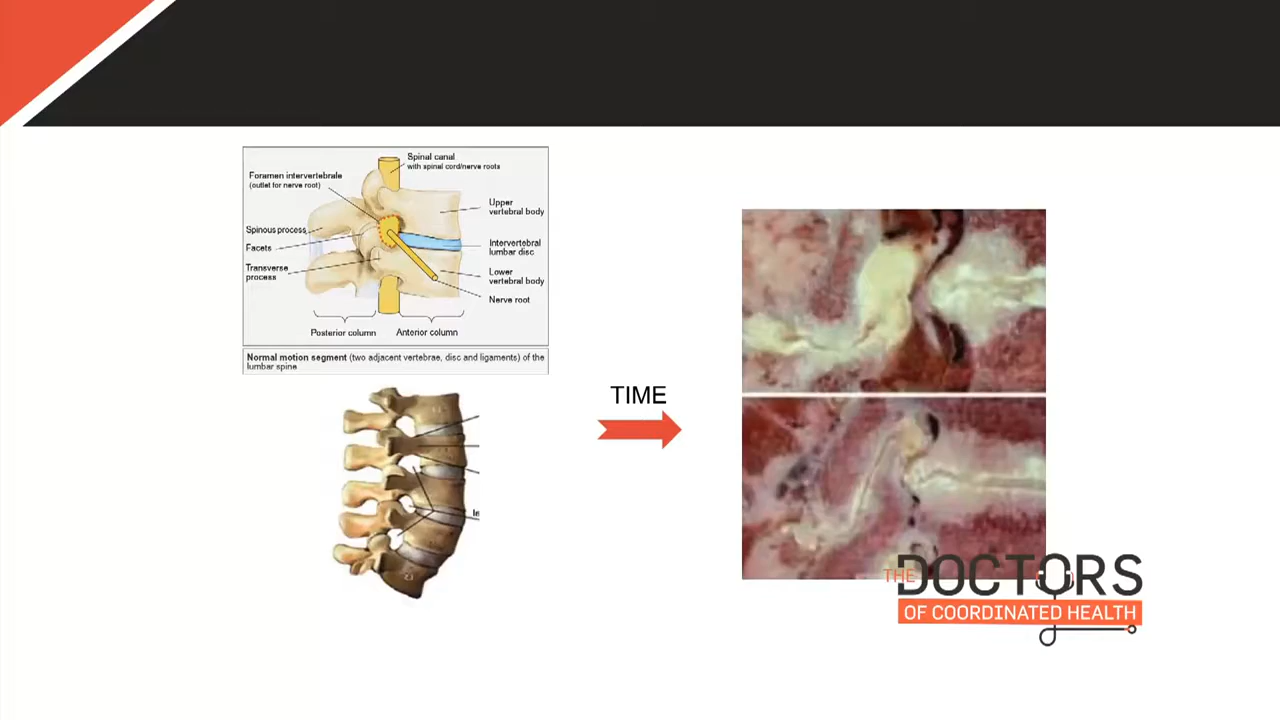 Spinal canal
with spinal cord/nerve roots
Foramen intervertebrale
(outlet for nerve root)
Upper
vertebral body
Spinous process
Facets
Intervertebral
lumbar disc
Transverse
process
Lower
vertebral body
Nerve root
Posterior column
Anterior column
Normal motion segment (two adjacent vertebrae, disc and ligaments) of the
lumbar spine
TIME
THE DOCTORS
OF COORDINATED HEALTH